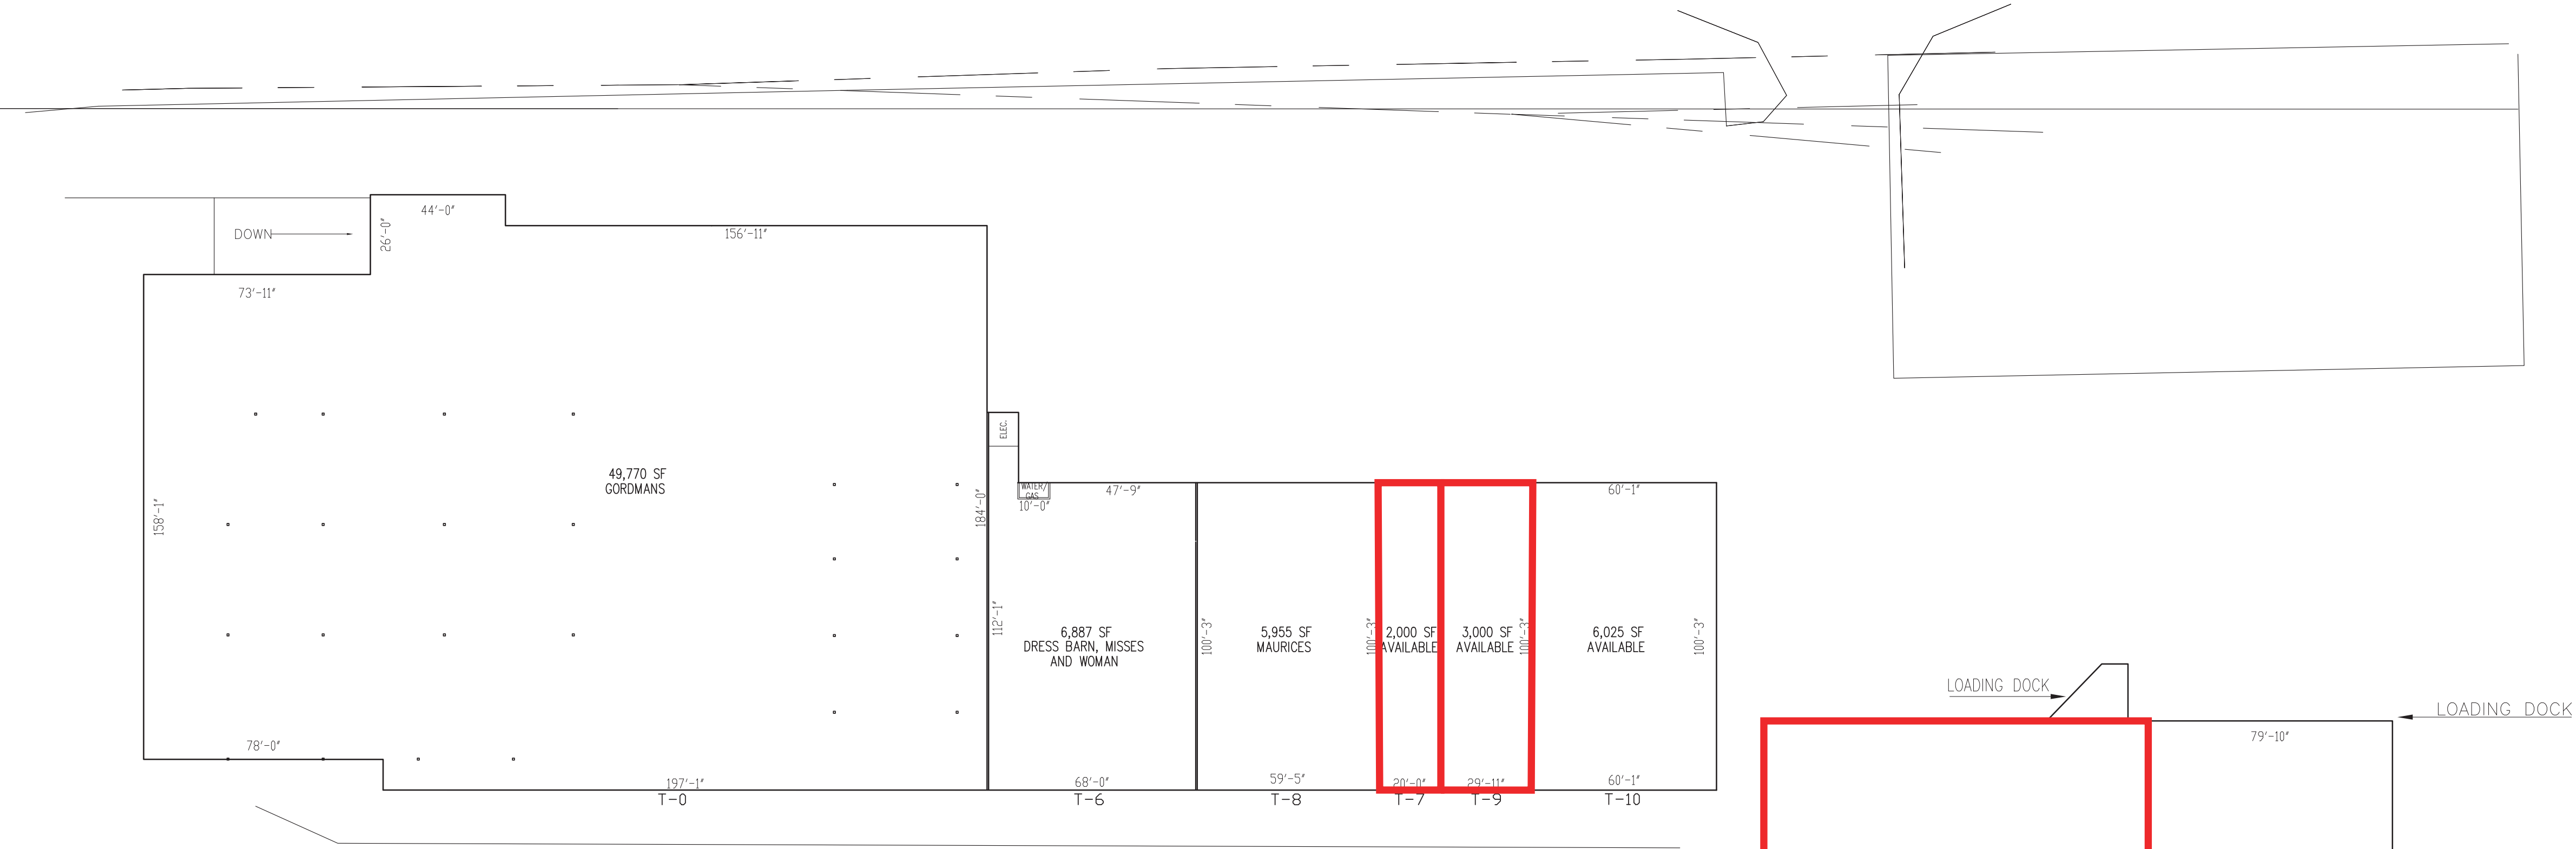 44'-0"
26'-0"
DOWN
156'-11"
73'-11"
ELEC.
49,770 SF
GORDMANS
158'-1"
184'-0"
WATER/
GAS
10'-0"
47'-9"
60'-1"
112'-1"
6,887 SF
DRESS BARN, MISSES
AND WOMAN
100'-3"
5,955 SF
MAURICES
100'-3"
2,000 SF
AVAILABLE
3,000 SF
AVAILABLE
100'-3"
6,025 SF
AVAILABLE
100'-3"
LOADING DOCK
LOADING DOCK
79'-10"
78'-0"
197'-1"
68'-0"
59'-5"
20'-0"
29'-11"
60'-1"
T-0
T-6
T-8
T-7
T-9
T-10